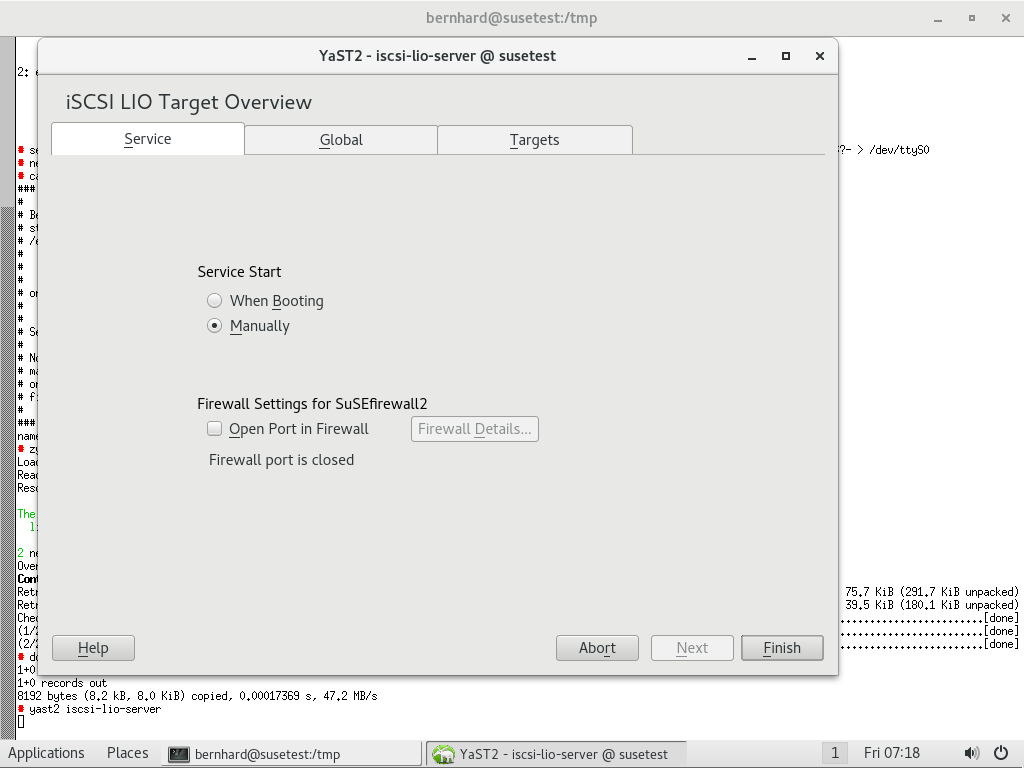 bernhard@susetest:/tmp
YaST2 - iscsi-lio-server @ susetest
2:
iSCSI LIO Target Overview
Service
Global
Targets
> /dev/ttyS0
###
#
#
#
# /
#
#
#
#
#
#
#
#
#
#
#
#
#
###
Service Start
When Booting
Manually
Firewall Settings for SuSEfirewall2
Open Port in Firewall
Firewall Details...
Firewall port is closed
The
2
75.7 KiB (291.7 KiB unpacked)
39.5 KiB (180.1 KiB unpacked)
[done]
[done]
[done]
Help
Abort
Next
Finish
1+0
1+0 records out
8192 bytes (8.2 kB, 8.0 KiB) copied, 0.00017369 s, 47.2 MB/s
yast2 iscsi-lio-server
Applications
Places
bernhard@susetest:/tmp
YaST2 - iscsi-lio-server @ susetest
1
Fri 07:18